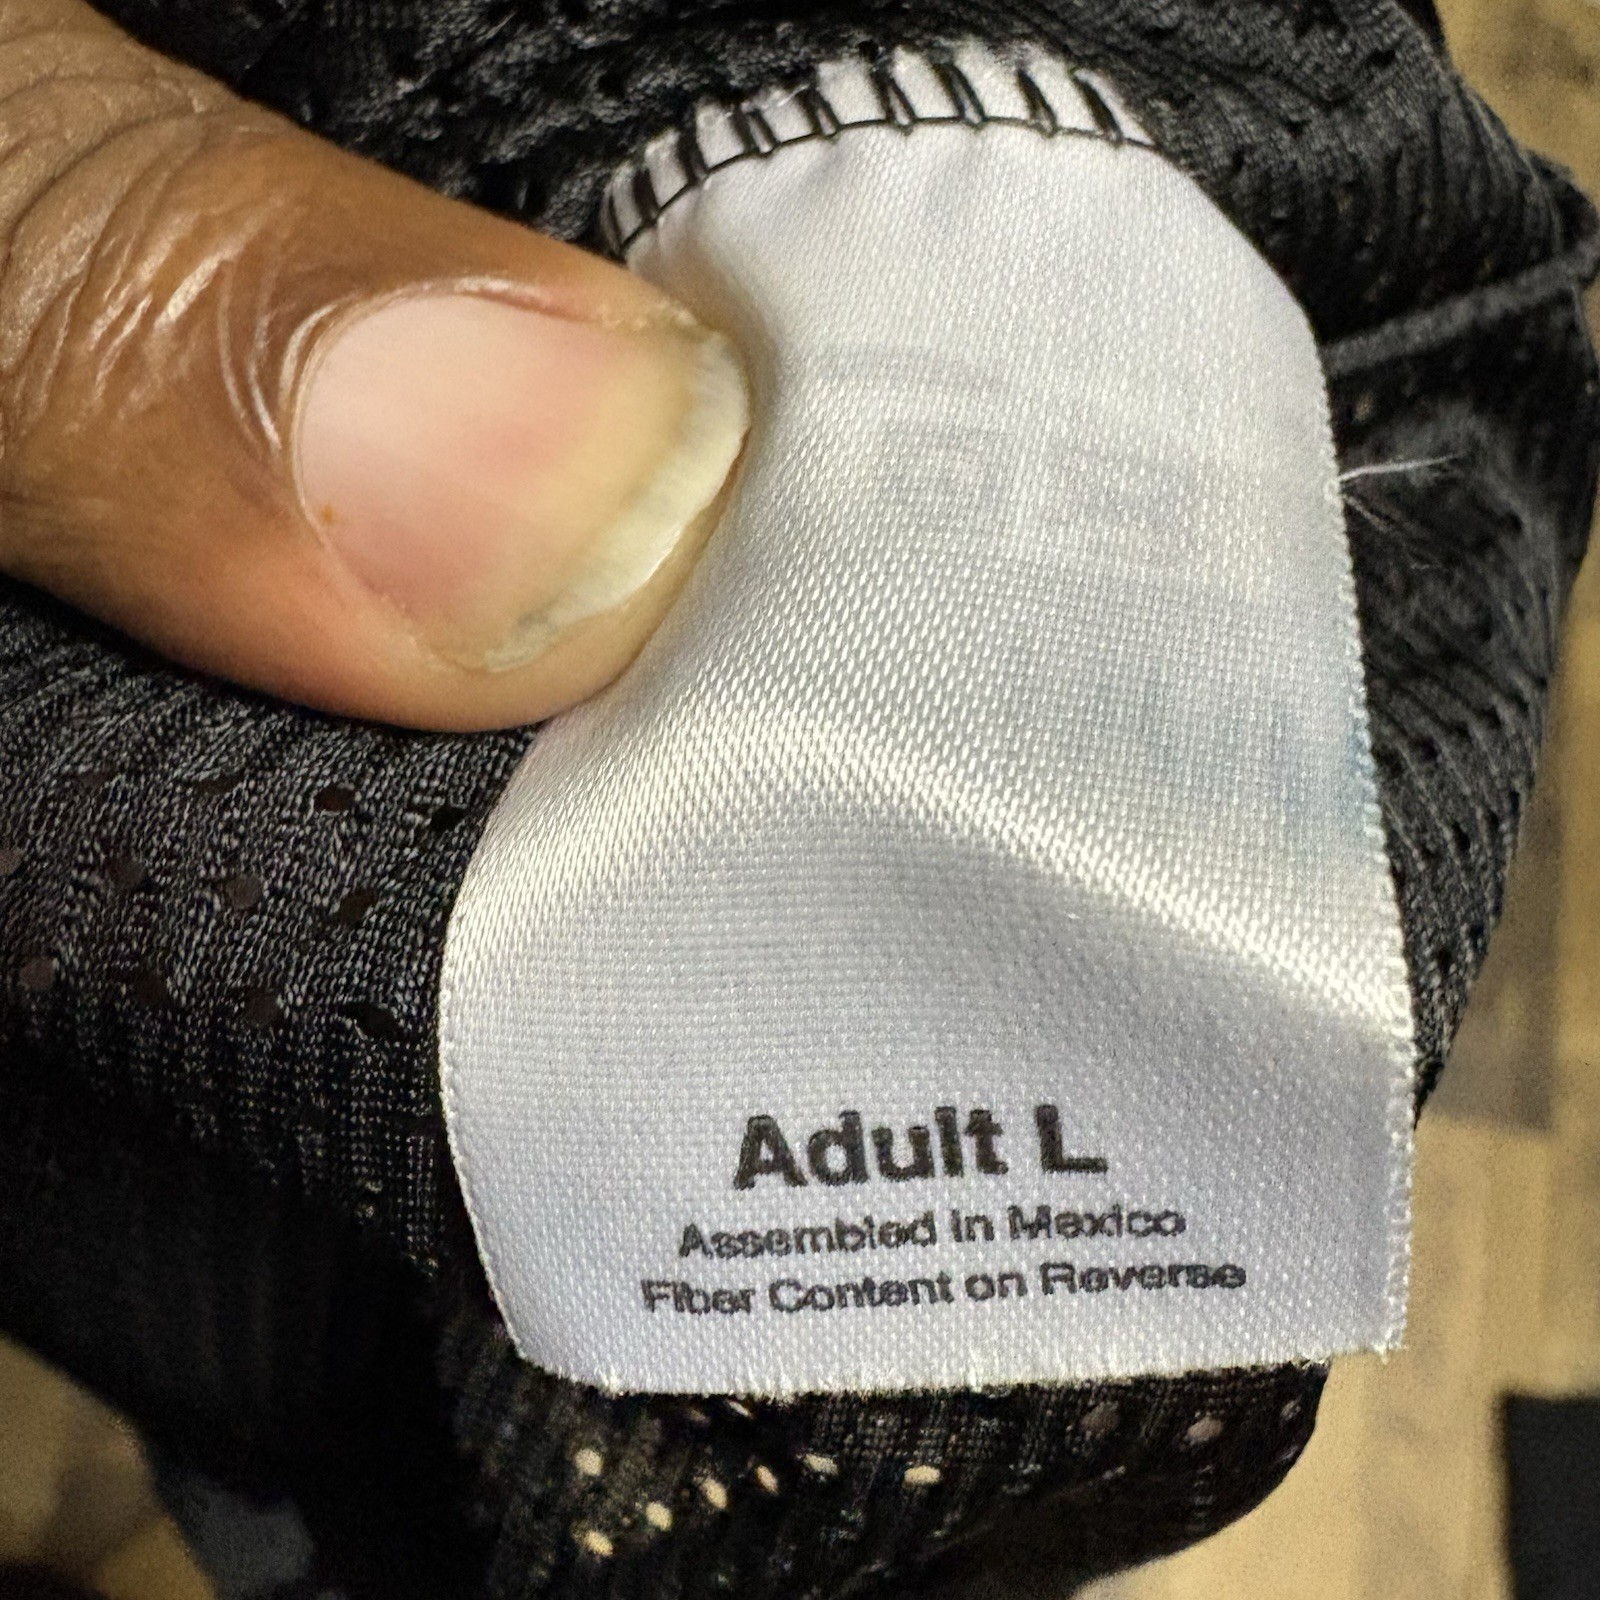 Adult L
Assembled in Mexico
Fiber Content on Reverse